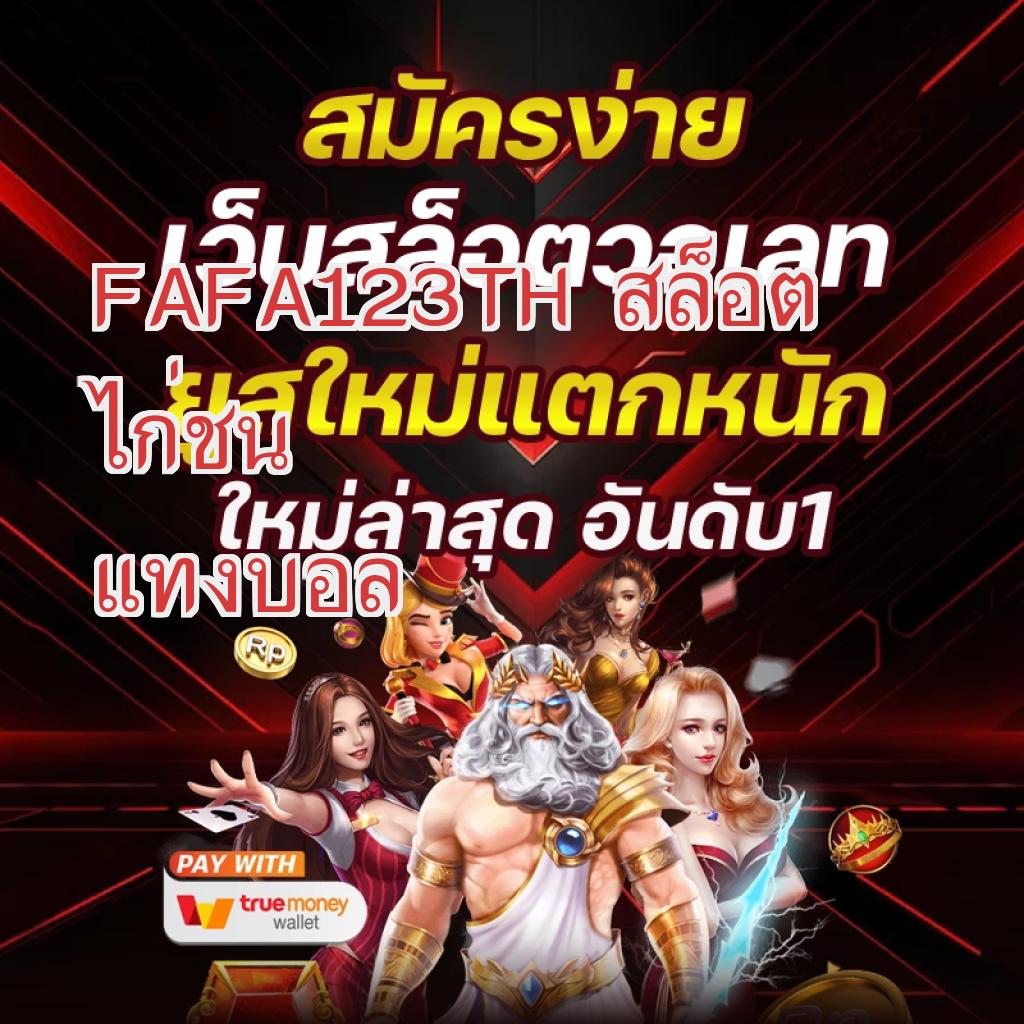 สมัครง่าย
เว็บสล็อตวอเลท
FAFA123TH สล็อต
ยูสใหม่แตกหนัก
ไก่ชน
ใหม่ล่าสุด อันดับ1
แทงบอล
Rp
PAY WITH
truemoney
wallet